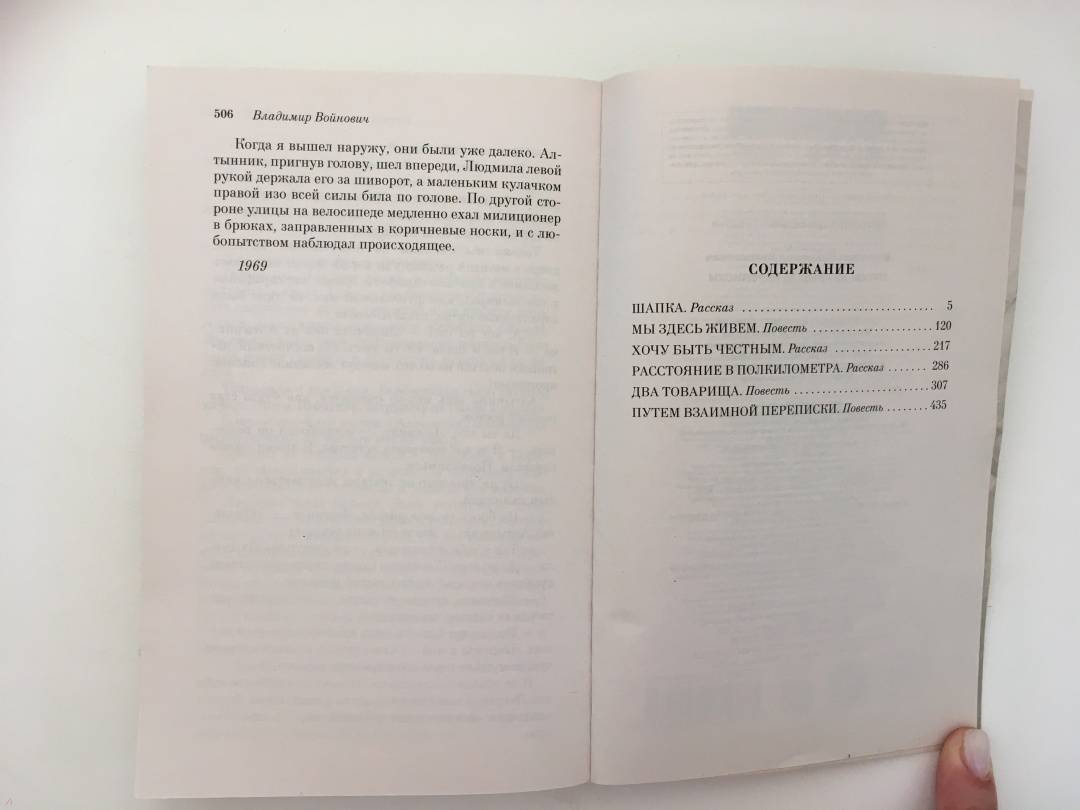 506 Владимир Войнович
Когда я вышел наружу, они были уже далеко. Ал-
тынник, пригнув голову, шел впереди, Людмила левой
рукой держала его за шиворот, а маленьким кулачком
правой изо всей силы била по голове. По другой сто-
роне улицы на велосипеде медленно ехал милиционер
в брюках, заправленных в коричневые носки, и с лю-
бопытством наблюдал происходящее.
1969
СОДЕРЖАНИЕ
ШАПКА. Рассказ .................................. 5
МЫ ЗДЕСЬ ЖИВЕМ. Повесть ..................... 120
ХОЧУ БЫТЬ ЧЕСТНЫМ. Рассказ ................. 217
РАССТОЯНИЕ В ПОЛКИЛОМЕТРА. Рассказ ....... 286
ДВА ТОВАРИЩА. Повесть ........................ 307
ПУТЕМ ВЗАИМНОЙ ПЕРЕПИСКИ. Повесть ........ 435